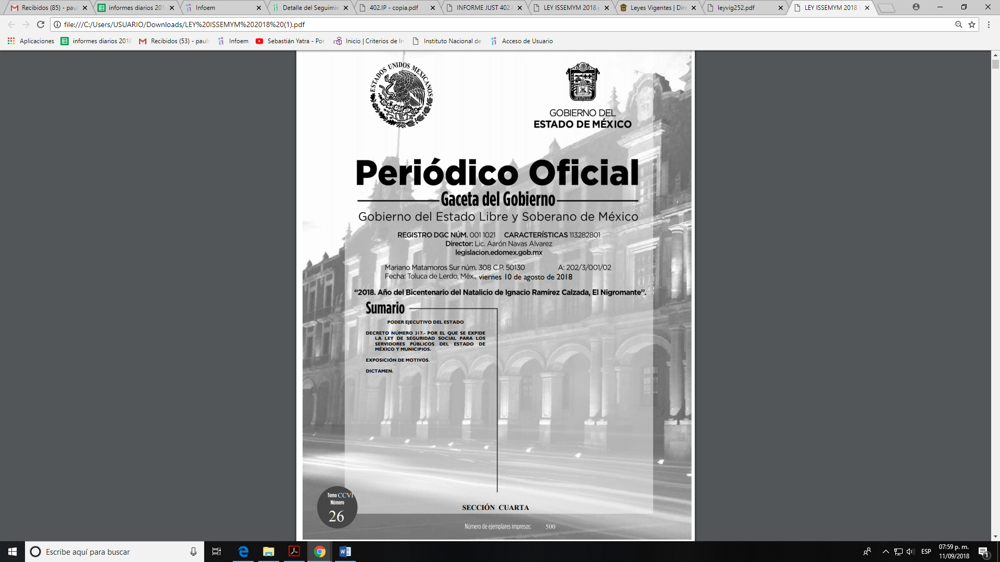 Recibidos (85) - paul
informes diarios 201
Infoem
Detalle del Seguimie
402.IP - copia.pdf
INFORME JUST 402.
LEY ISSEMYM 2018.
Leyes Vigentes | Dire
leyvig252.pdf
LEY ISSEMYM 2018
file:///C:/Users/USUARIO/Downloads/LEY%20ISSEMYM%202018%20(1).pdf
Aplicaciones
informes diarios 2018
Recibidos (53) - pauli
Infoem
Sebastián Yatra - Por
Inicio | Criterios de In
Instituto Nacional de
Acceso de Usuario
ESTADOS UNIDOS MEXICANOS
GOBIERNO DEL
ESTADO DE MÉXICO
Periódico Oficial
Gaceta del Gobierno
Gobierno del Estado Libre y Soberano de México
REGISTRO DGC NÚM. 001 1021 CARACTERÍSTICAS 113282801
Director: Lic. Aarón Navas Alvarez
legislacion.edomex.gob.mx
Mariano Matamoros Sur núm. 308 C.P. 50130 A: 202/3/001/02
Fecha: Toluca de Lerdo, Méx., viernes 10 de agosto de 2018
“2018. Año del Bicentenario del Natalicio de Ignacio Ramírez Calzada, El Nigromante”.
Sumario
PODER EJECUTIVO DEL ESTADO
DECRETO NÚMERO 317.- POR EL QUE SE EXPIDE
LA LEY DE SEGURIDAD SOCIAL PARA LOS
SERVIDORES PÚBLICOS DEL ESTADO DE
MÉXICO Y MUNICIPIOS.
EXPOSICIÓN DE MOTIVOS.
DICTAMEN.
Tomo CCVI
Número
26
SECCIÓN CUARTA
Número de ejemplares impresos: 500
Escribe aquí para buscar
ESP
07:59 p. m.
11/09/2018
1